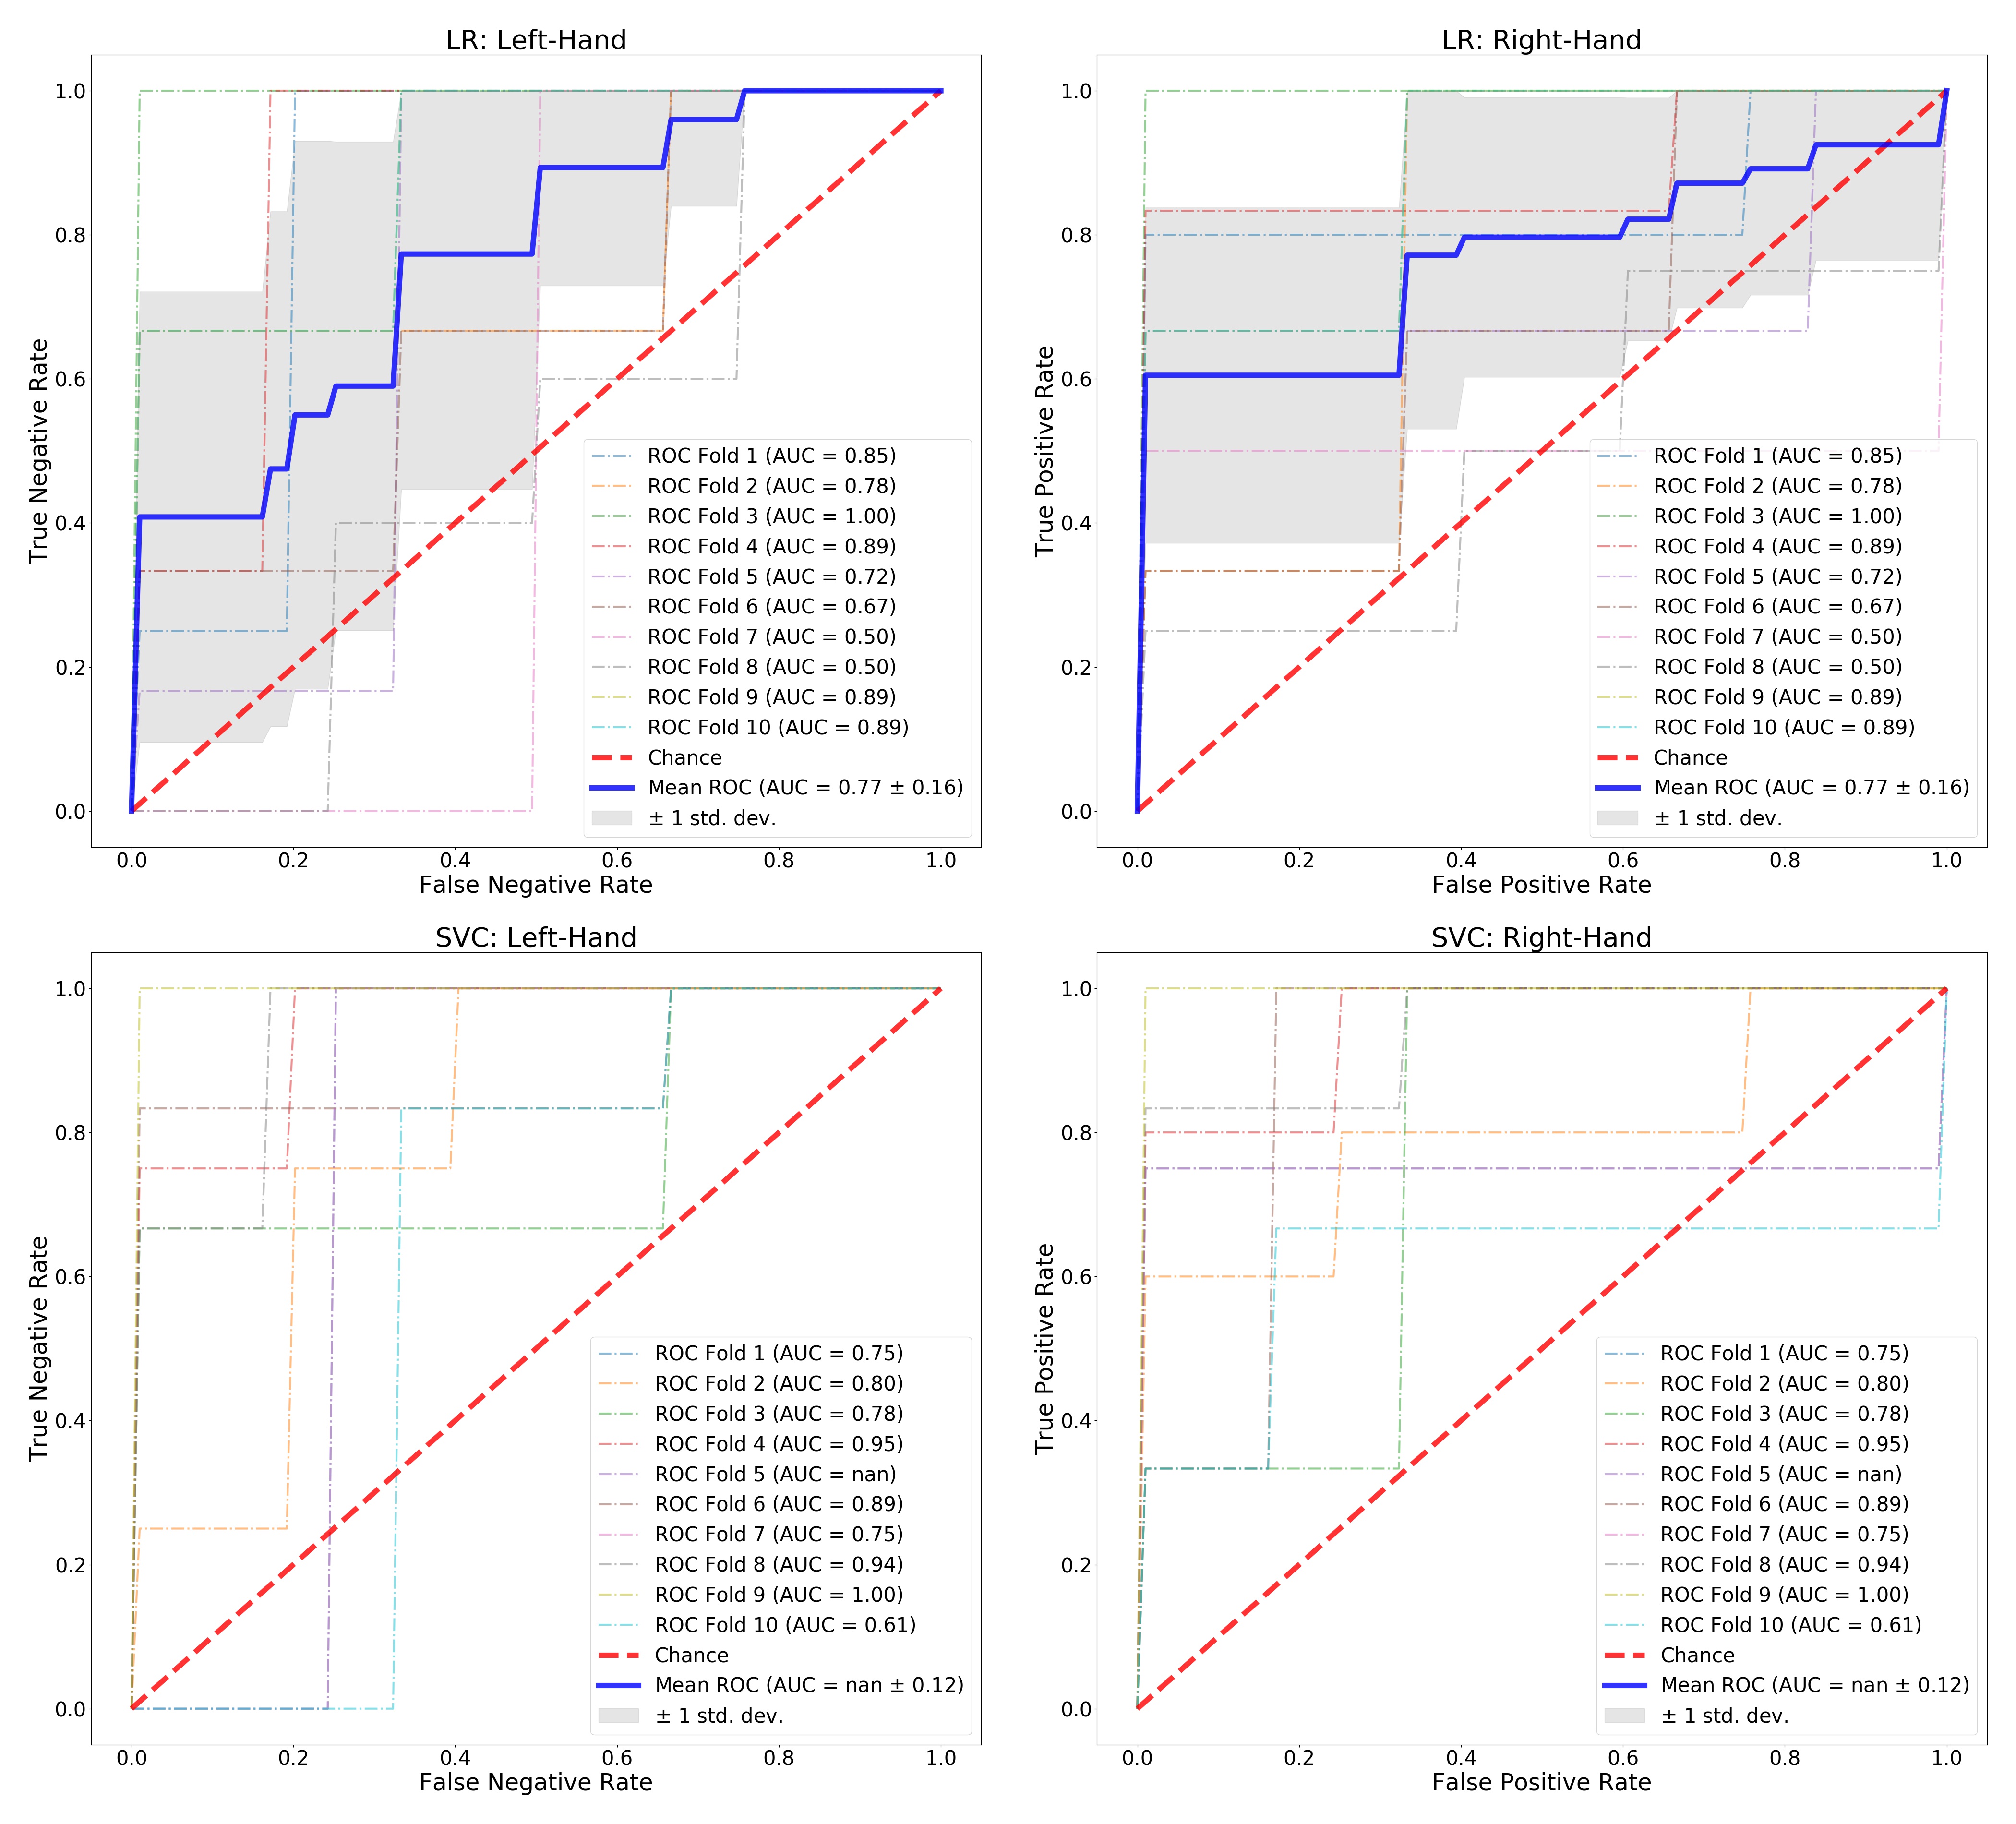 LR: Left-Hand
True Negative Rate
1.0
0.8
0.6
0.4
0.2
0.0
ROC Fold 1 (AUC = 0.85)
ROC Fold 2 (AUC = 0.78)
ROC Fold 3 (AUC = 1.00)
ROC Fold 4 (AUC = 0.89)
ROC Fold 5 (AUC = 0.72)
ROC Fold 6 (AUC = 0.67)
ROC Fold 7 (AUC = 0.50)
ROC Fold 8 (AUC = 0.50)
ROC Fold 9 (AUC = 0.89)
ROC Fold 10 (AUC = 0.89)
Chance
Mean ROC (AUC = 0.77 ± 0.16)
± 1 std. dev.
0.0 0.2 0.4 0.6 0.8 1.0
False Negative Rate
LR: Right-Hand
True Positive Rate
1.0
0.8
0.6
0.4
0.2
0.0
ROC Fold 1 (AUC = 0.85)
ROC Fold 2 (AUC = 0.78)
ROC Fold 3 (AUC = 1.00)
ROC Fold 4 (AUC = 0.89)
ROC Fold 5 (AUC = 0.72)
ROC Fold 6 (AUC = 0.67)
ROC Fold 7 (AUC = 0.50)
ROC Fold 8 (AUC = 0.50)
ROC Fold 9 (AUC = 0.89)
ROC Fold 10 (AUC = 0.89)
Chance
Mean ROC (AUC = 0.77 ± 0.16)
± 1 std. dev.
0.0 0.2 0.4 0.6 0.8 1.0
False Positive Rate
SVC: Left-Hand
True Negative Rate
1.0
0.8
0.6
0.4
0.2
0.0
ROC Fold 1 (AUC = 0.75)
ROC Fold 2 (AUC = 0.80)
ROC Fold 3 (AUC = 0.78)
ROC Fold 4 (AUC = 0.95)
ROC Fold 5 (AUC = nan)
ROC Fold 6 (AUC = 0.89)
ROC Fold 7 (AUC = 0.75)
ROC Fold 8 (AUC = 0.94)
ROC Fold 9 (AUC = 1.00)
ROC Fold 10 (AUC = 0.61)
Chance
Mean ROC (AUC = nan ± 0.12)
± 1 std. dev.
0.0 0.2 0.4 0.6 0.8 1.0
False Negative Rate
SVC: Right-Hand
True Positive Rate
1.0
0.8
0.6
0.4
0.2
0.0
ROC Fold 1 (AUC = 0.75)
ROC Fold 2 (AUC = 0.80)
ROC Fold 3 (AUC = 0.78)
ROC Fold 4 (AUC = 0.95)
ROC Fold 5 (AUC = nan)
ROC Fold 6 (AUC = 0.89)
ROC Fold 7 (AUC = 0.75)
ROC Fold 8 (AUC = 0.94)
ROC Fold 9 (AUC = 1.00)
ROC Fold 10 (AUC = 0.61)
Chance
Mean ROC (AUC = nan ± 0.12)
± 1 std. dev.
0.0 0.2 0.4 0.6 0.8 1.0
False Positive Rate